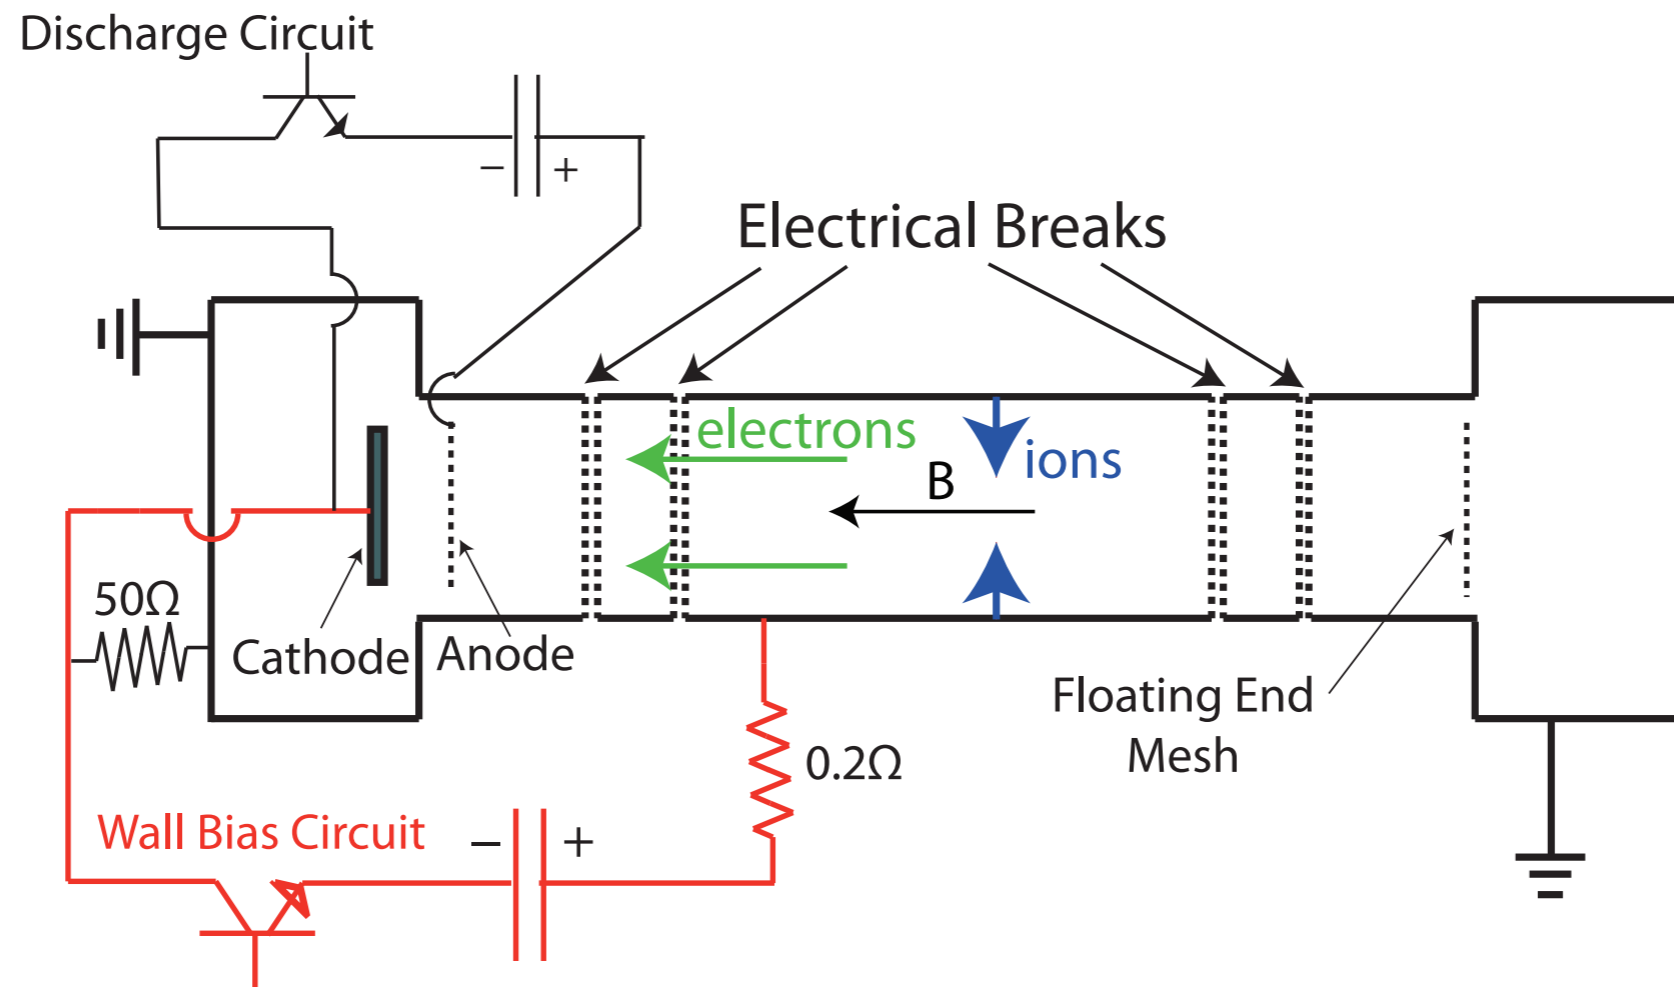 Discharge Circuit
− +
Electrical Breaks
electrons
ions
B
50Ω
Cathode
Anode
Floating End
Mesh
0.2Ω
Wall Bias Circuit
− +